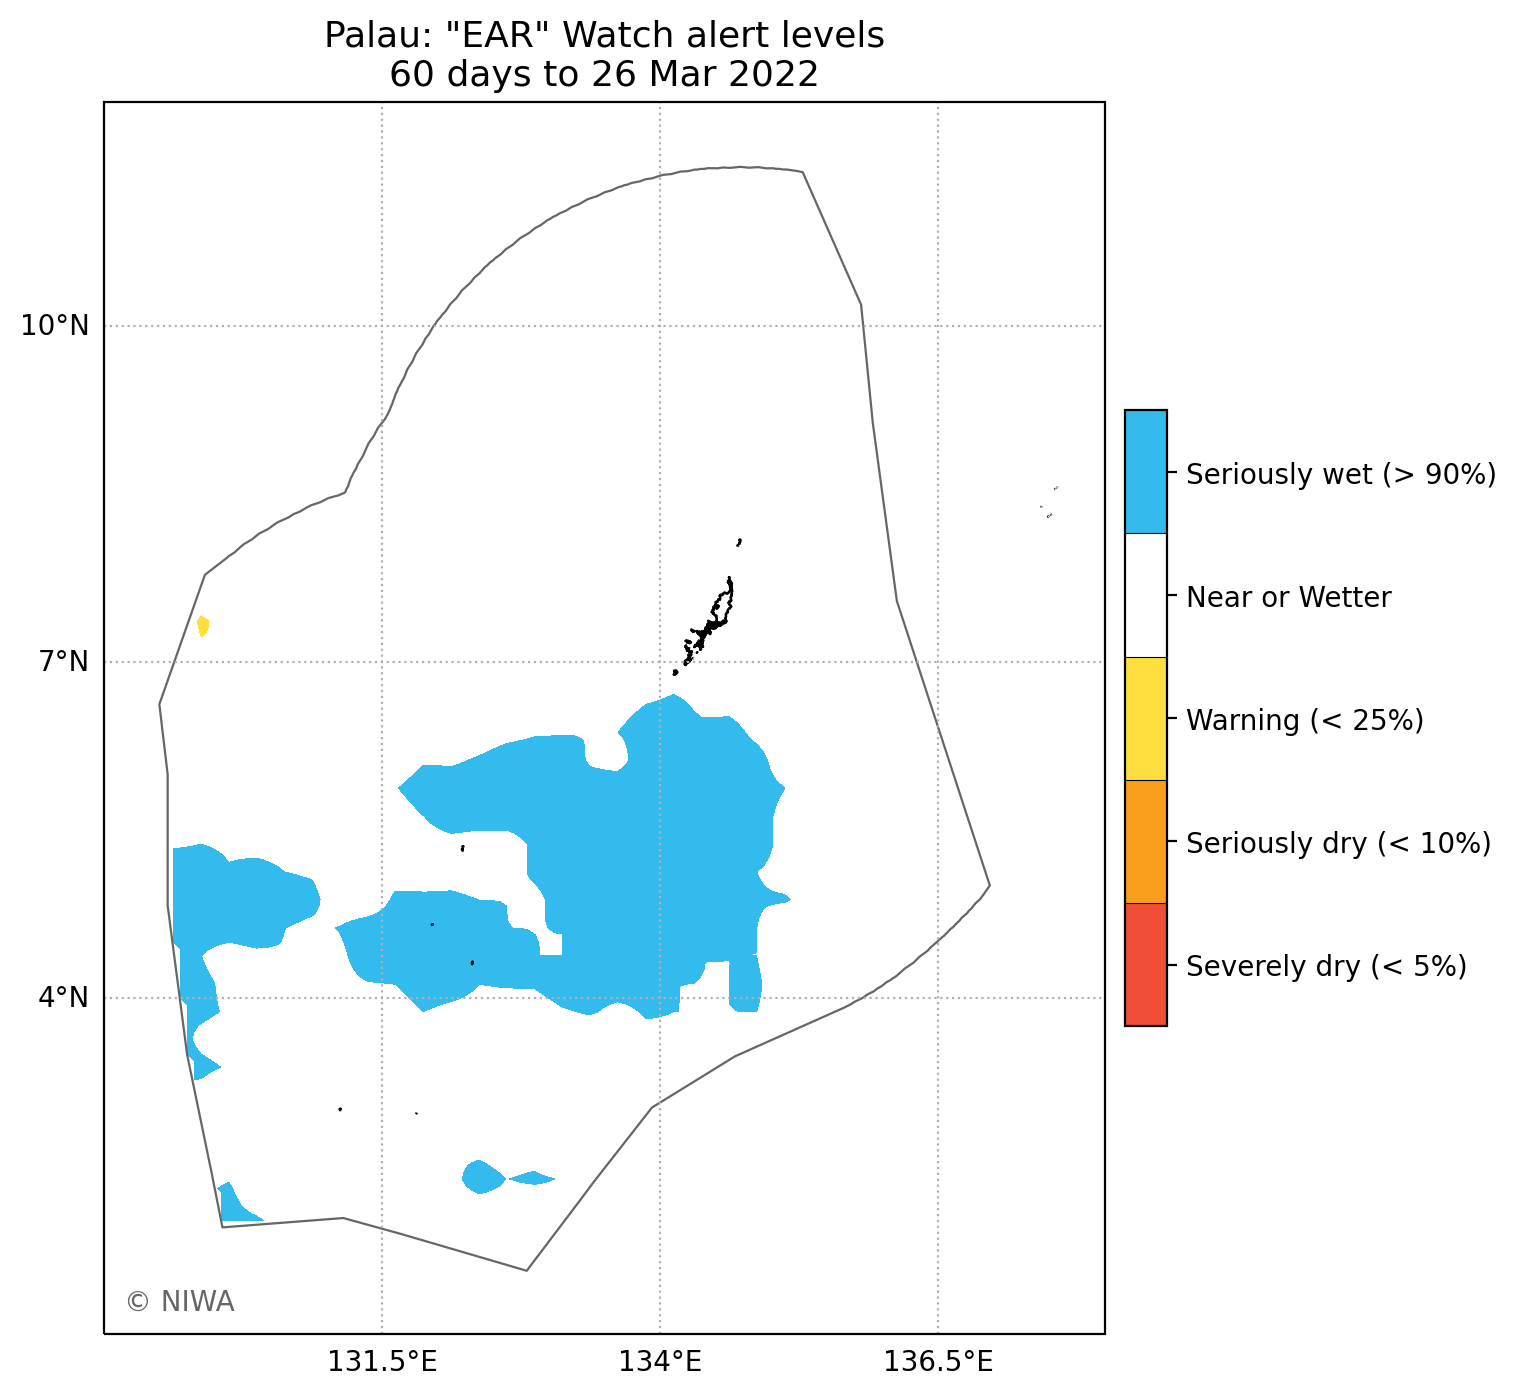 Palau: "EAR" Watch alert levels
60 days to 26 Mar 2022
10°N
7°N
4°N
131.5°E
134°E
136.5°E
Seriously wet (> 90%)
Near or Wetter
Warning (< 25%)
Seriously dry (< 10%)
Severely dry (< 5%)
© NIWA